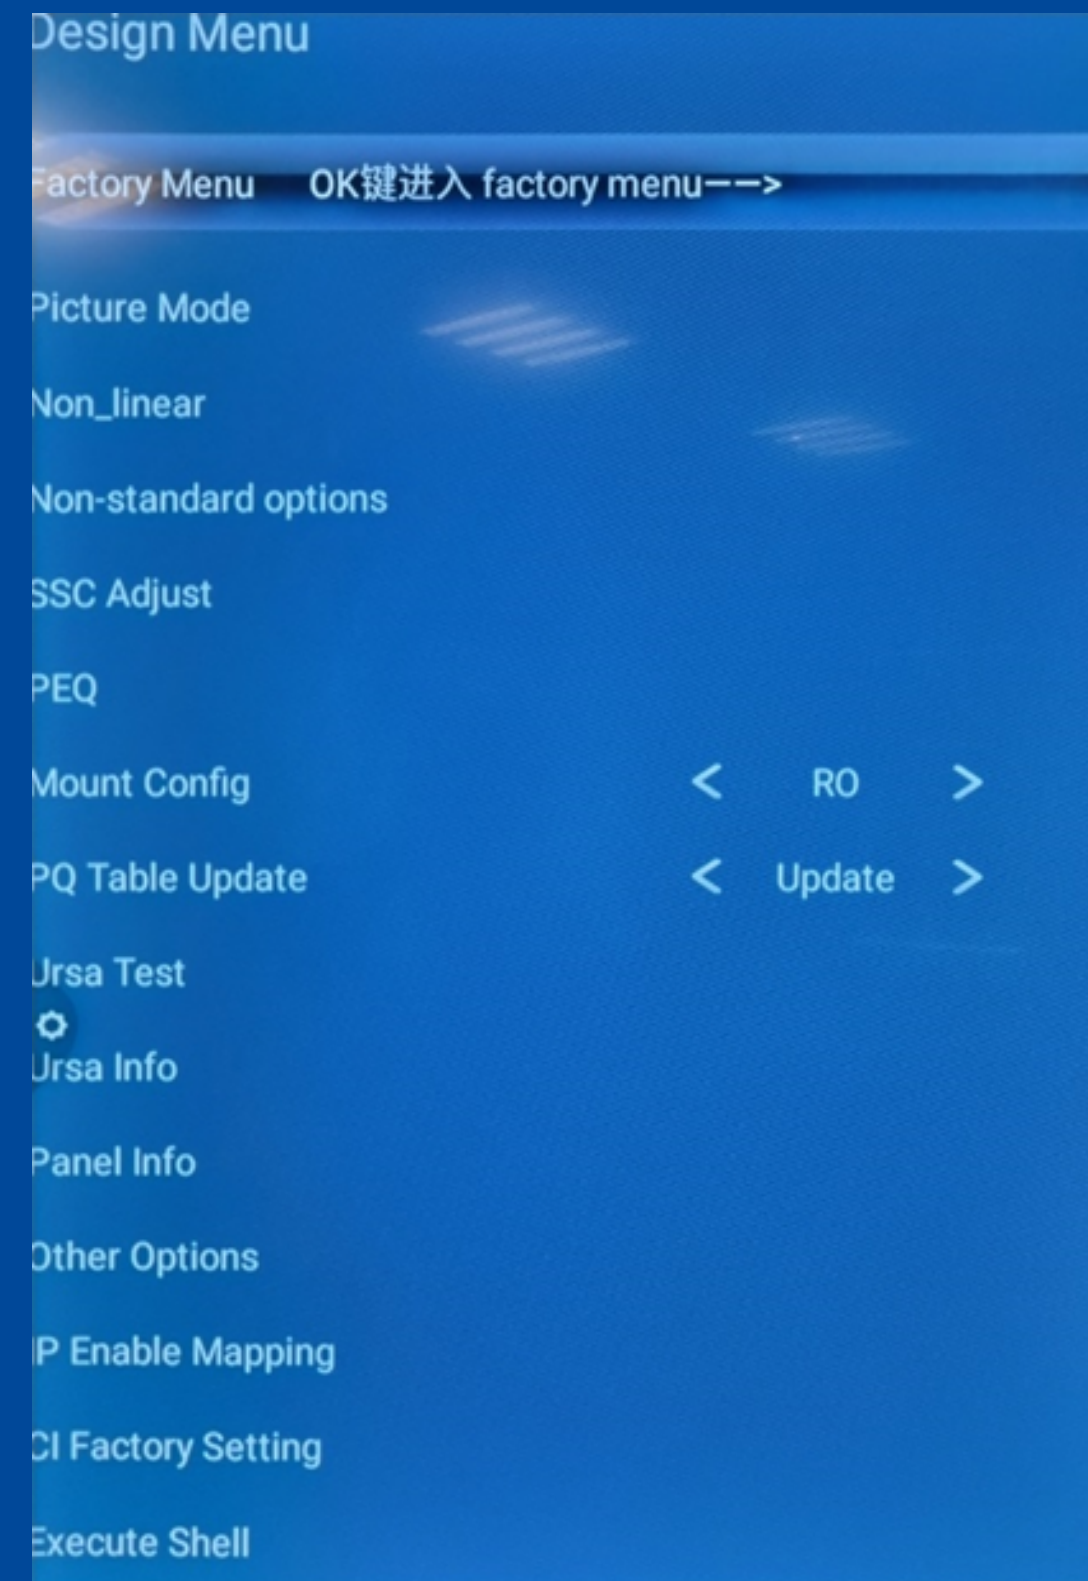 Design Menu
Factory Menu OK键进入 factory menu——>
Picture Mode
Non_linear
Non-standard options
SSC Adjust
PEQ
Mount Config < RO >
PQ Table Update < Update >
Ursa Test
Ursa Info
Panel Info
Other Options
IP Enable Mapping
CI Factory Setting
Execute Shell